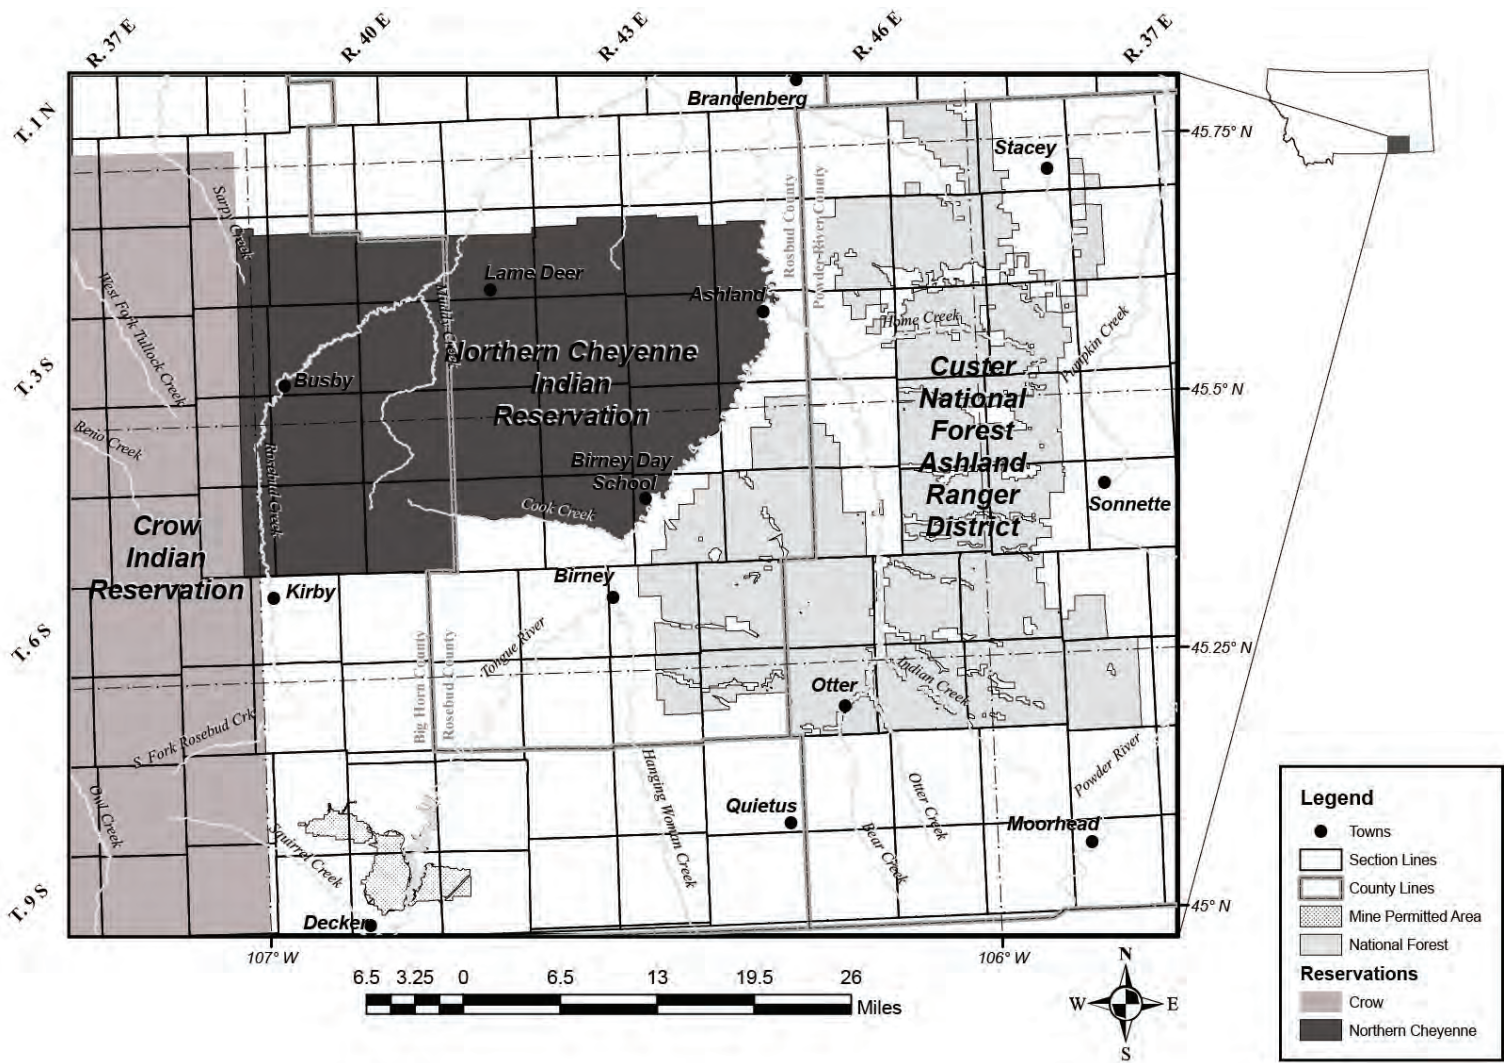 R. 37 E
R. 40 E
R. 43 E
R. 46 E
R. 37 E
T. 1 N
T. 3 S
T. 6 S
T. 9 S
Brandenberg
45.75° N
Stacey
Sarpy Creek
Rosbud County
Powder River County
Lame Deer
Ashland
West Fork Tullock Creek
Muddy Creek
Home Creek
Pumpkin Creek
Northern Cheyenne
Indian
Reservation
Busby
Custer
National
Forest
Ashland
Ranger
District
45.5° N
Reno Creek
Rosebud Creek
Birney Day
School
Cook Creek
Sonnette
Crow
Indian
Reservation
Kirby
Birney
Big Horn County
Rosebud County
Tongue River
45.25° N
Otter
Indian Creek
S. Fork Rosebud Crk
Owl Creek
Squirrel Creek
Hanging Woman Creek
Quietus
Bear Creek
Otter Creek
Powder River
Moorhead
Decker
45° N
107° W
106° W
6.5 3.25 0 6.5 13 19.5 26
Miles
N
W E
S
Legend
Towns
Section Lines
County Lines
Mine Permitted Area
National Forest
Reservations
Crow
Northern Cheyenne